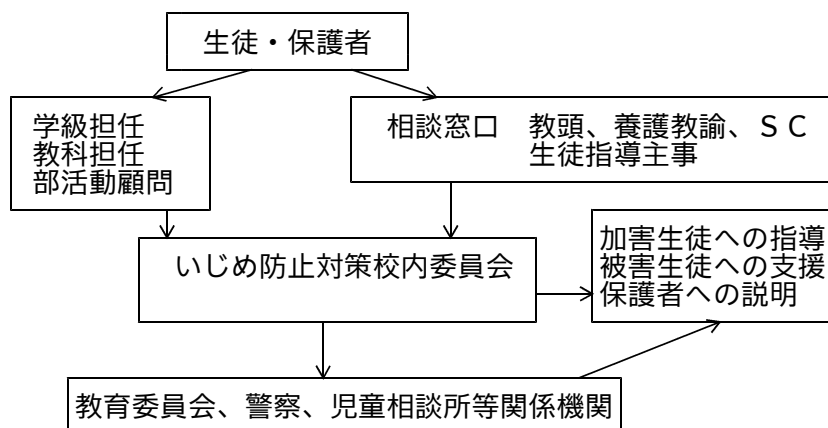 生徒・保護者
学級担任
教科担任
部活動顧問
相談窓口　教頭、養護教諭、ＳＣ
生徒指導主事
いじめ防止対策校内委員会
加害生徒への指導
被害生徒への支援
保護者への説明
教育委員会、警察、児童相談所等関係機関